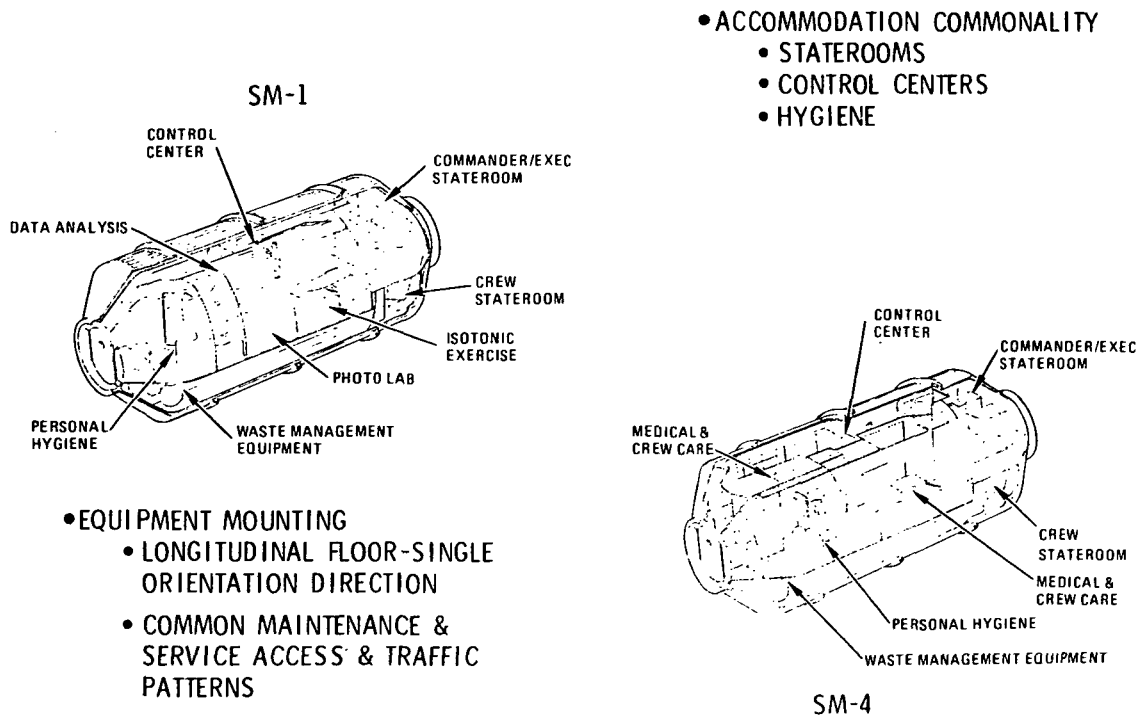 • ACCOMMODATION COMMONALITY
• STATEROOMS
• CONTROL CENTERS
• HYGIENE
SM-1
CONTROL
CENTER
COMMANDER/EXEC
STATEROOM
DATA ANALYSIS
CREW
STATEROOM
ISOTONIC
EXERCISE
PHOTO LAB
PERSONAL
HYGIENE
WASTE MANAGEMENT
EQUIPMENT
• EQUIPMENT MOUNTING
• LONGITUDINAL FLOOR-SINGLE
ORIENTATION DIRECTION
• COMMON MAINTENANCE &
SERVICE ACCESS & TRAFFIC
PATTERNS
CONTROL
CENTER
COMMANDER/EXEC
STATEROOM
MEDICAL &
CREW CARE
CREW
STATEROOM
MEDICAL &
CREW CARE
PERSONAL HYGIENE
WASTE MANAGEMENT EQUIPMENT
SM-4